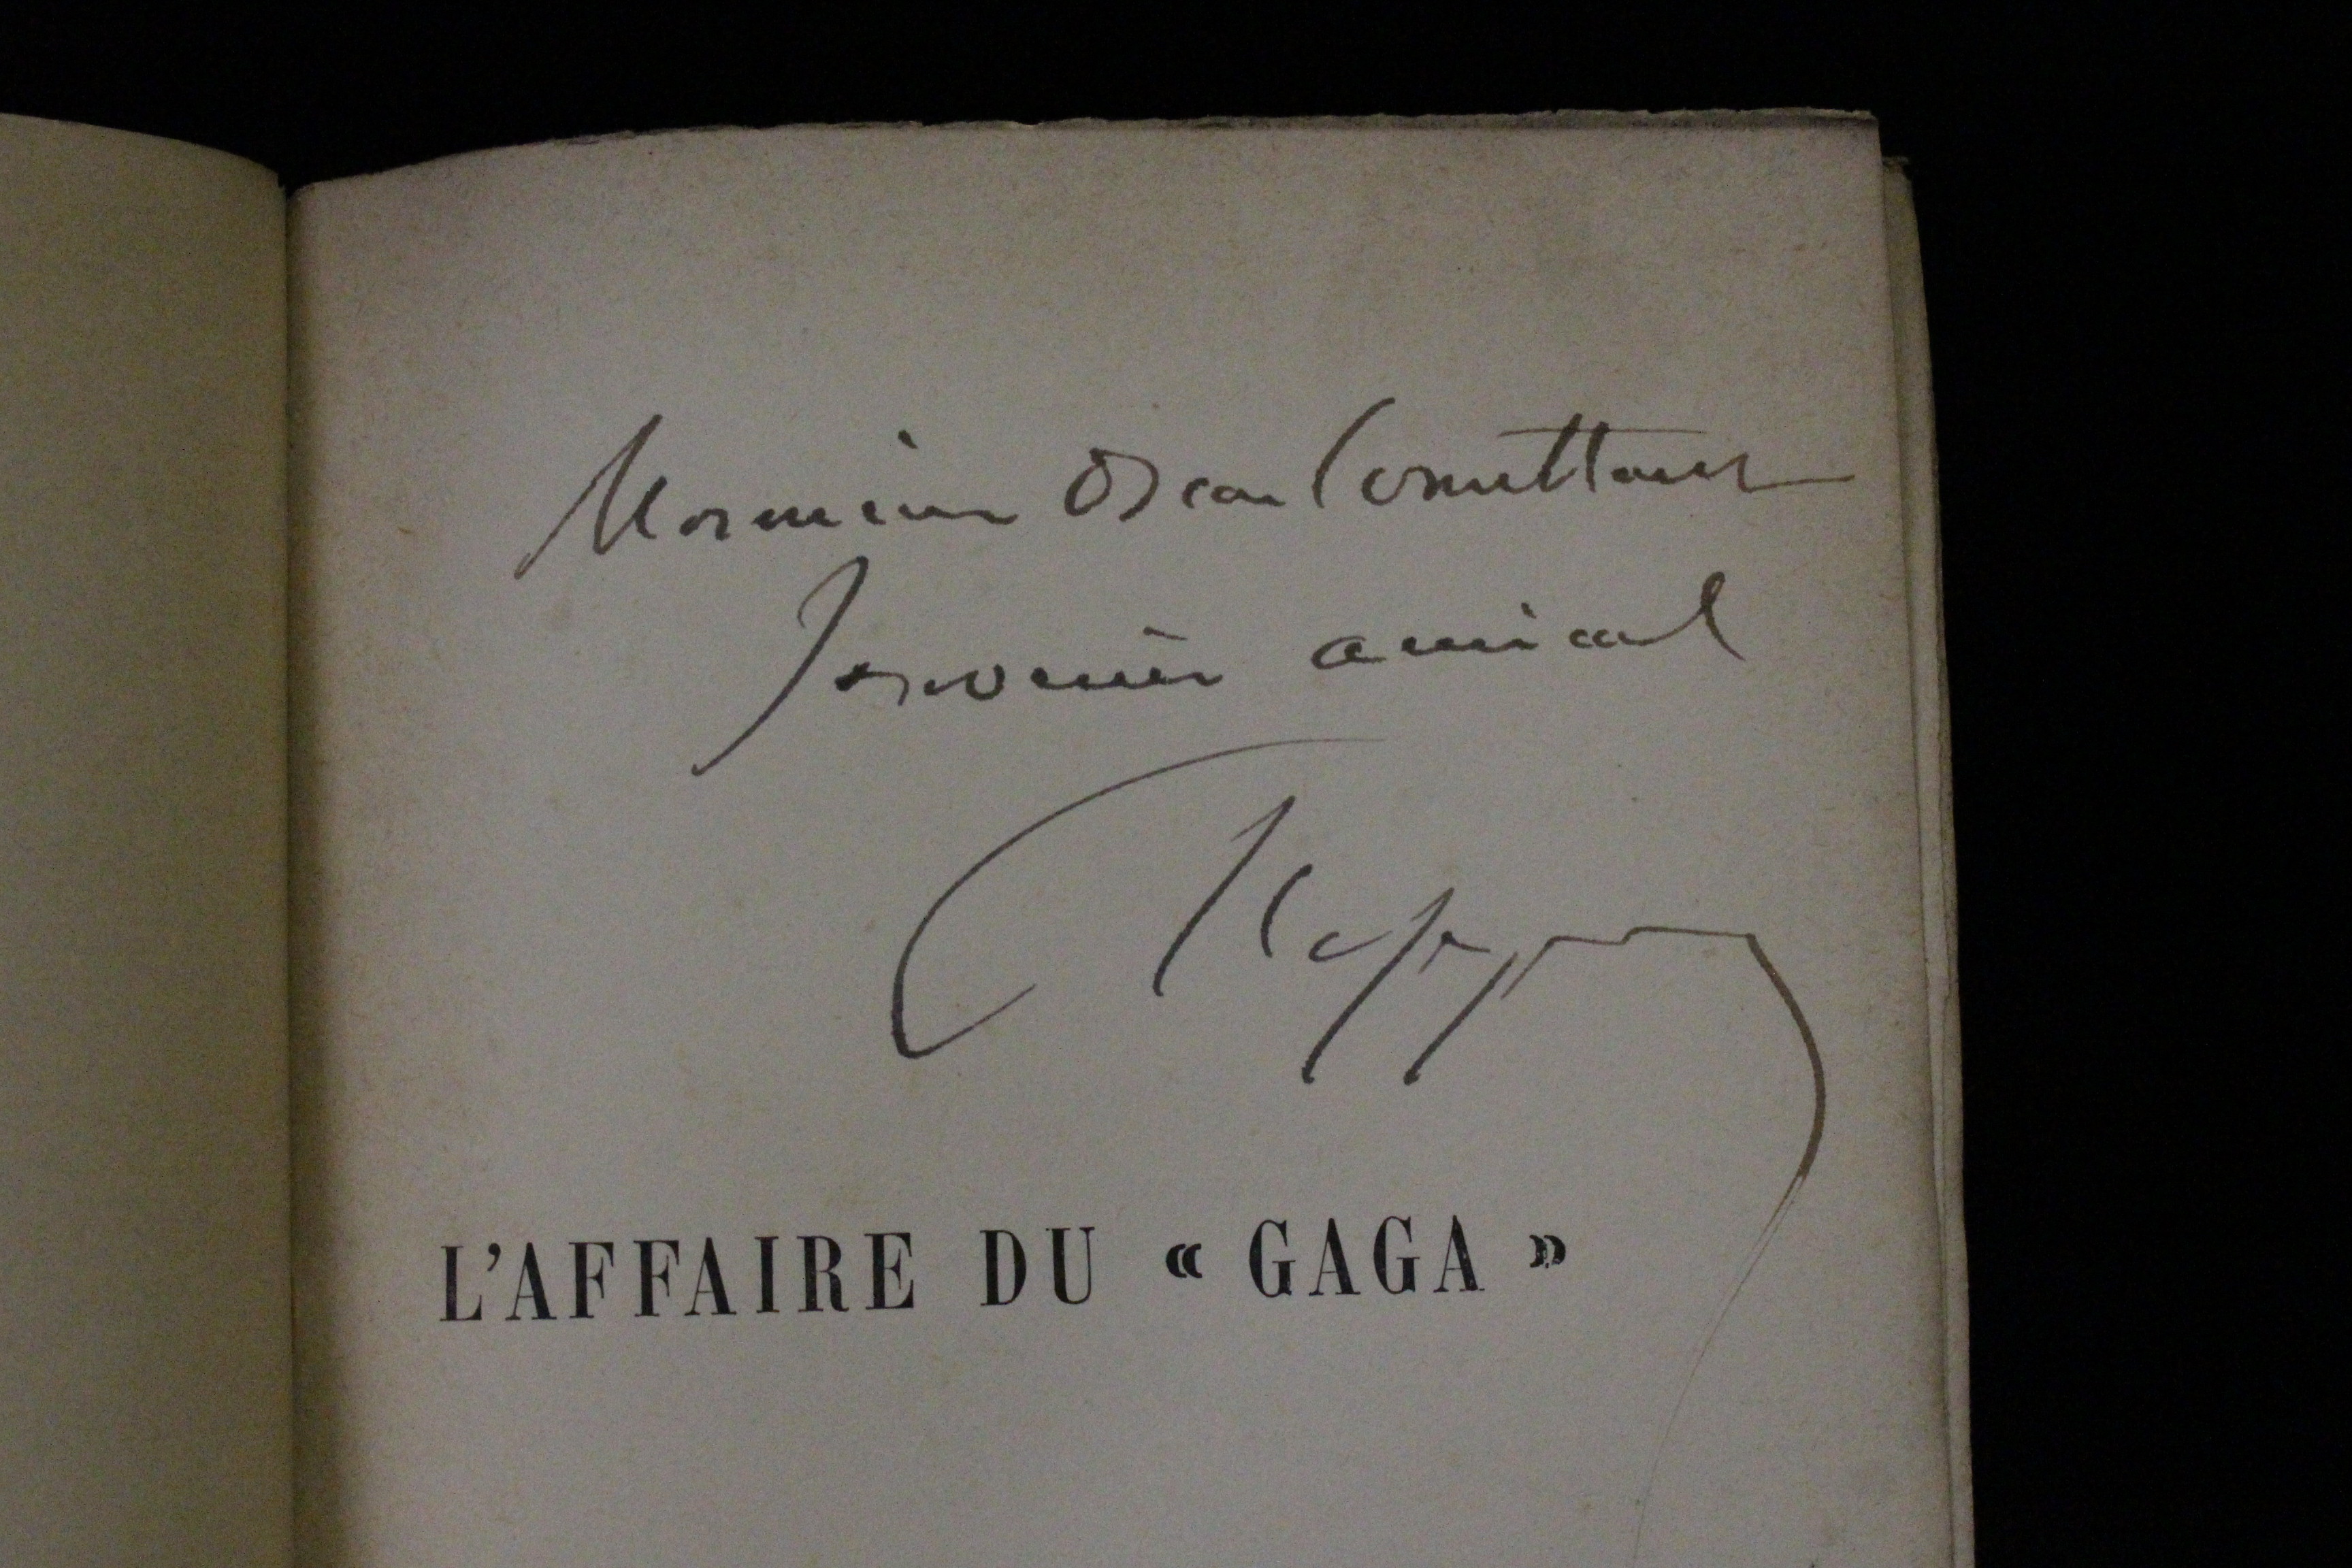 Monsieur Oscar Comettant
Souvenir amical
L'AFFAIRE DU « GAGA »